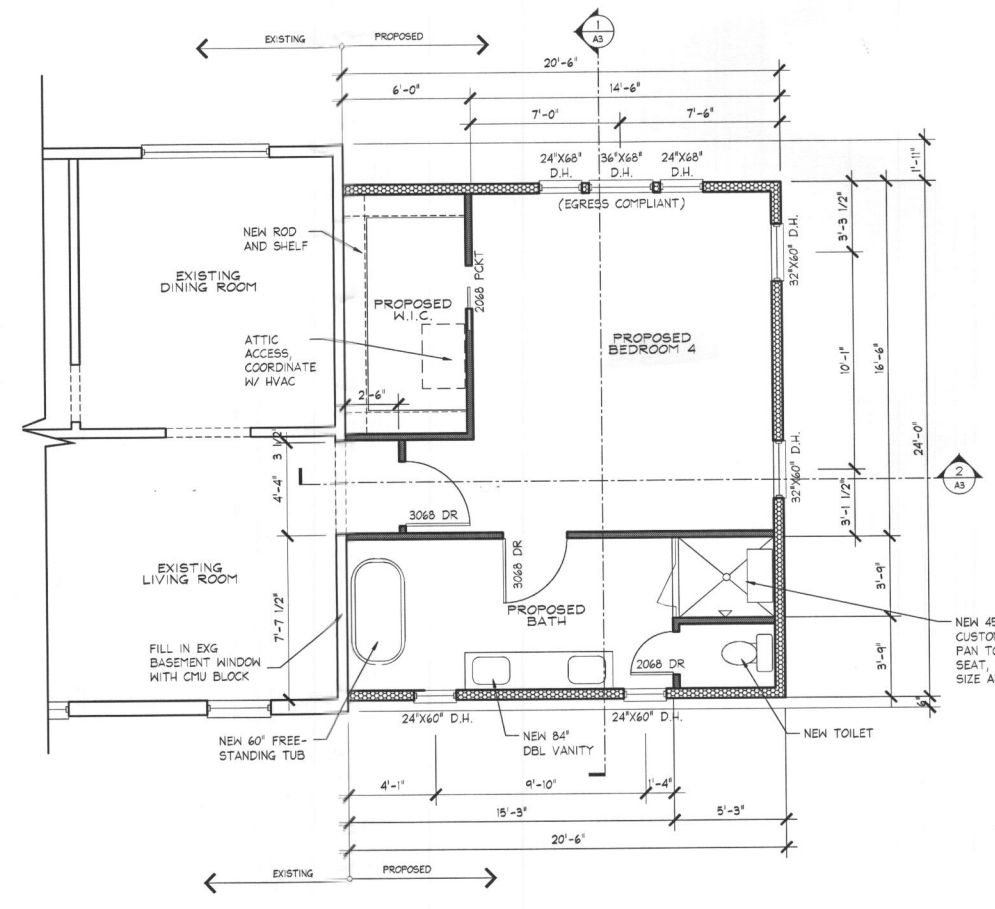 1
A3
EXISTING
PROPOSED
20'-6"
6'-0"
14'-6"
7'-0"
7'-6"
24"X68"
D.H.
36"X68"
D.H.
24"X68"
D.H.
(EGRESS COMPLIANT)
1'-11"
3'-3 1/2"
32"X60" D.H.
NEW ROD
AND SHELF
2068 PCKT
EXISTING
DINING ROOM
PROPOSED
W.I.C.
PROPOSED
BEDROOM 4
ATTIC
ACCESS,
COORDINATE
W/ HVAC
2'-6"
10'-1"
16'-6"
24'-0"
3 1/2"
4'-4"
32"X60" D.H.
3'-1 1/2"
2
A3
3068 DR
3068 DR
EXISTING
LIVING ROOM
7'-7 1/2"
PROPOSED
BATH
3'-9"
3'-9"
6"
FILL IN EXG
BASEMENT WINDOW
WITH CMU BLOCK
2068 DR
NEW 45
CUSTOM
PAN TO
SEAT,
SIZE A
24"X60" D.H.
24"X60" D.H.
NEW 60" FREE-
STANDING TUB
NEW 84"
DBL VANITY
NEW TOILET
4'-1"
9'-10"
1'-4"
15'-3"
5'-3"
20'-6"
EXISTING
PROPOSED